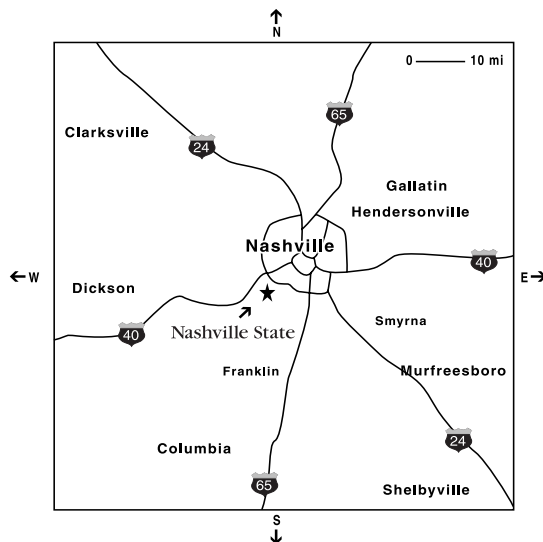 N
0 10 mi
65
Clarksville
24
Gallatin
Hendersonville
Nashville
40
W
E
Dickson
Smyrna
40
Nashville State
Franklin
Murfreesboro
24
Columbia
65
Shelbyville
S